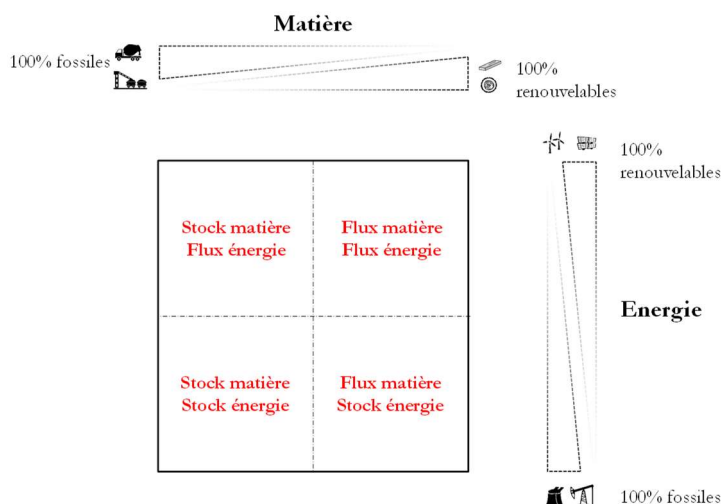 Matière
100% fossiles
100%
renouvelables
100%
renouvelables
Stock matière
Flux énergie
Flux matière
Flux énergie
Energie
Stock matière
Stock énergie
Flux matière
Stock énergie
100% fossiles